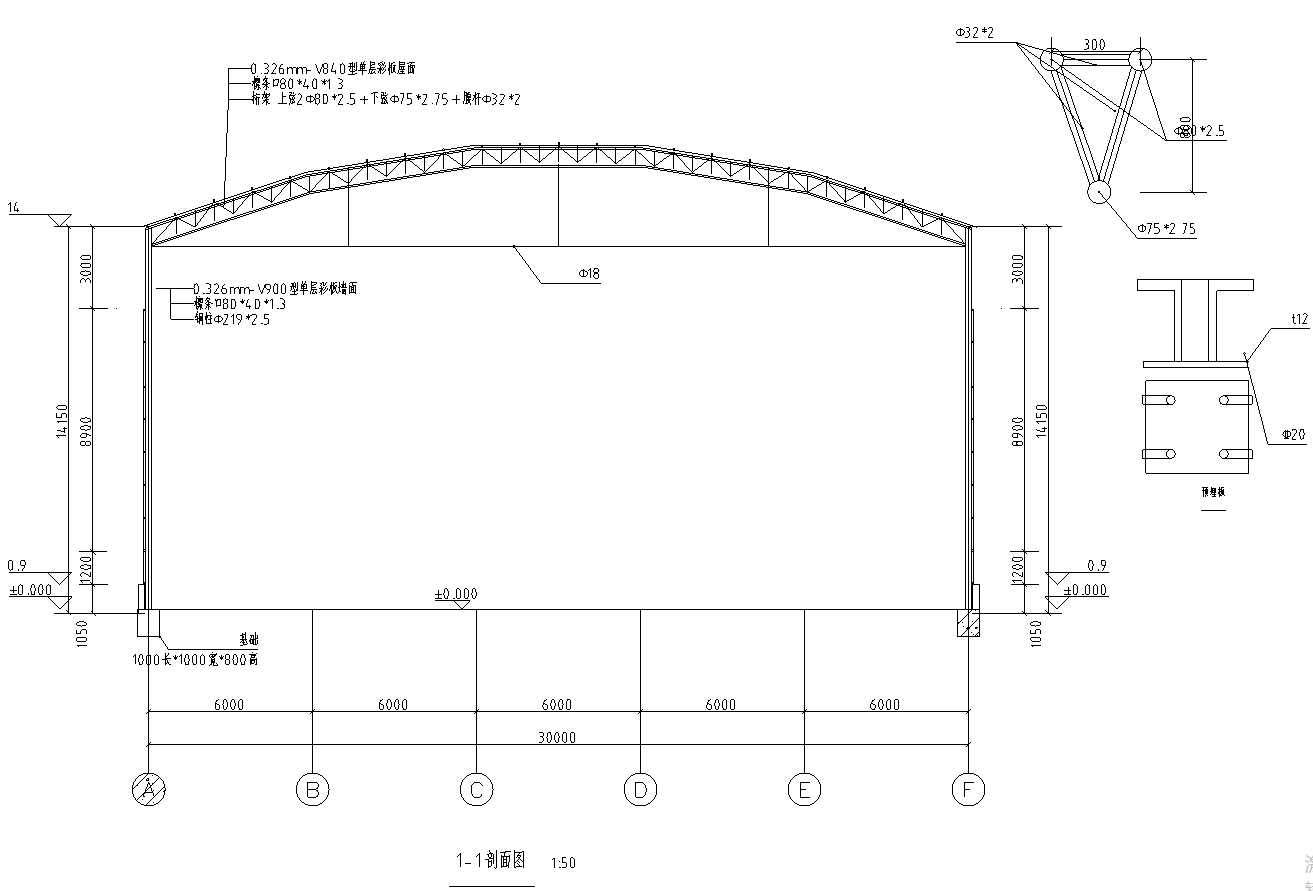 Φ32*2
300
0.326mm-V840型单层彩板屋面
檩条口80*40*1.3
桁架 上弦2Φ80*2.5+下弦Φ75*2.75+腹杆Φ32*2
Φ80*2.5
Φ75*2.75
14
3000
3000
Φ18
0.326mm-V900型单层彩板墙面
檩条口80*40*1.3
钢柱Φ219*2.5
t12
14150
8900
8900
14150
Φ20
预埋板
0.9
±0.000
1200
1200
0.9
±0.000
±0.000
1050
1050
基础
1000长*1000宽*800高
6000 6000 6000 6000 6000
30000
A B C D E F
1-1剖面图 1:50